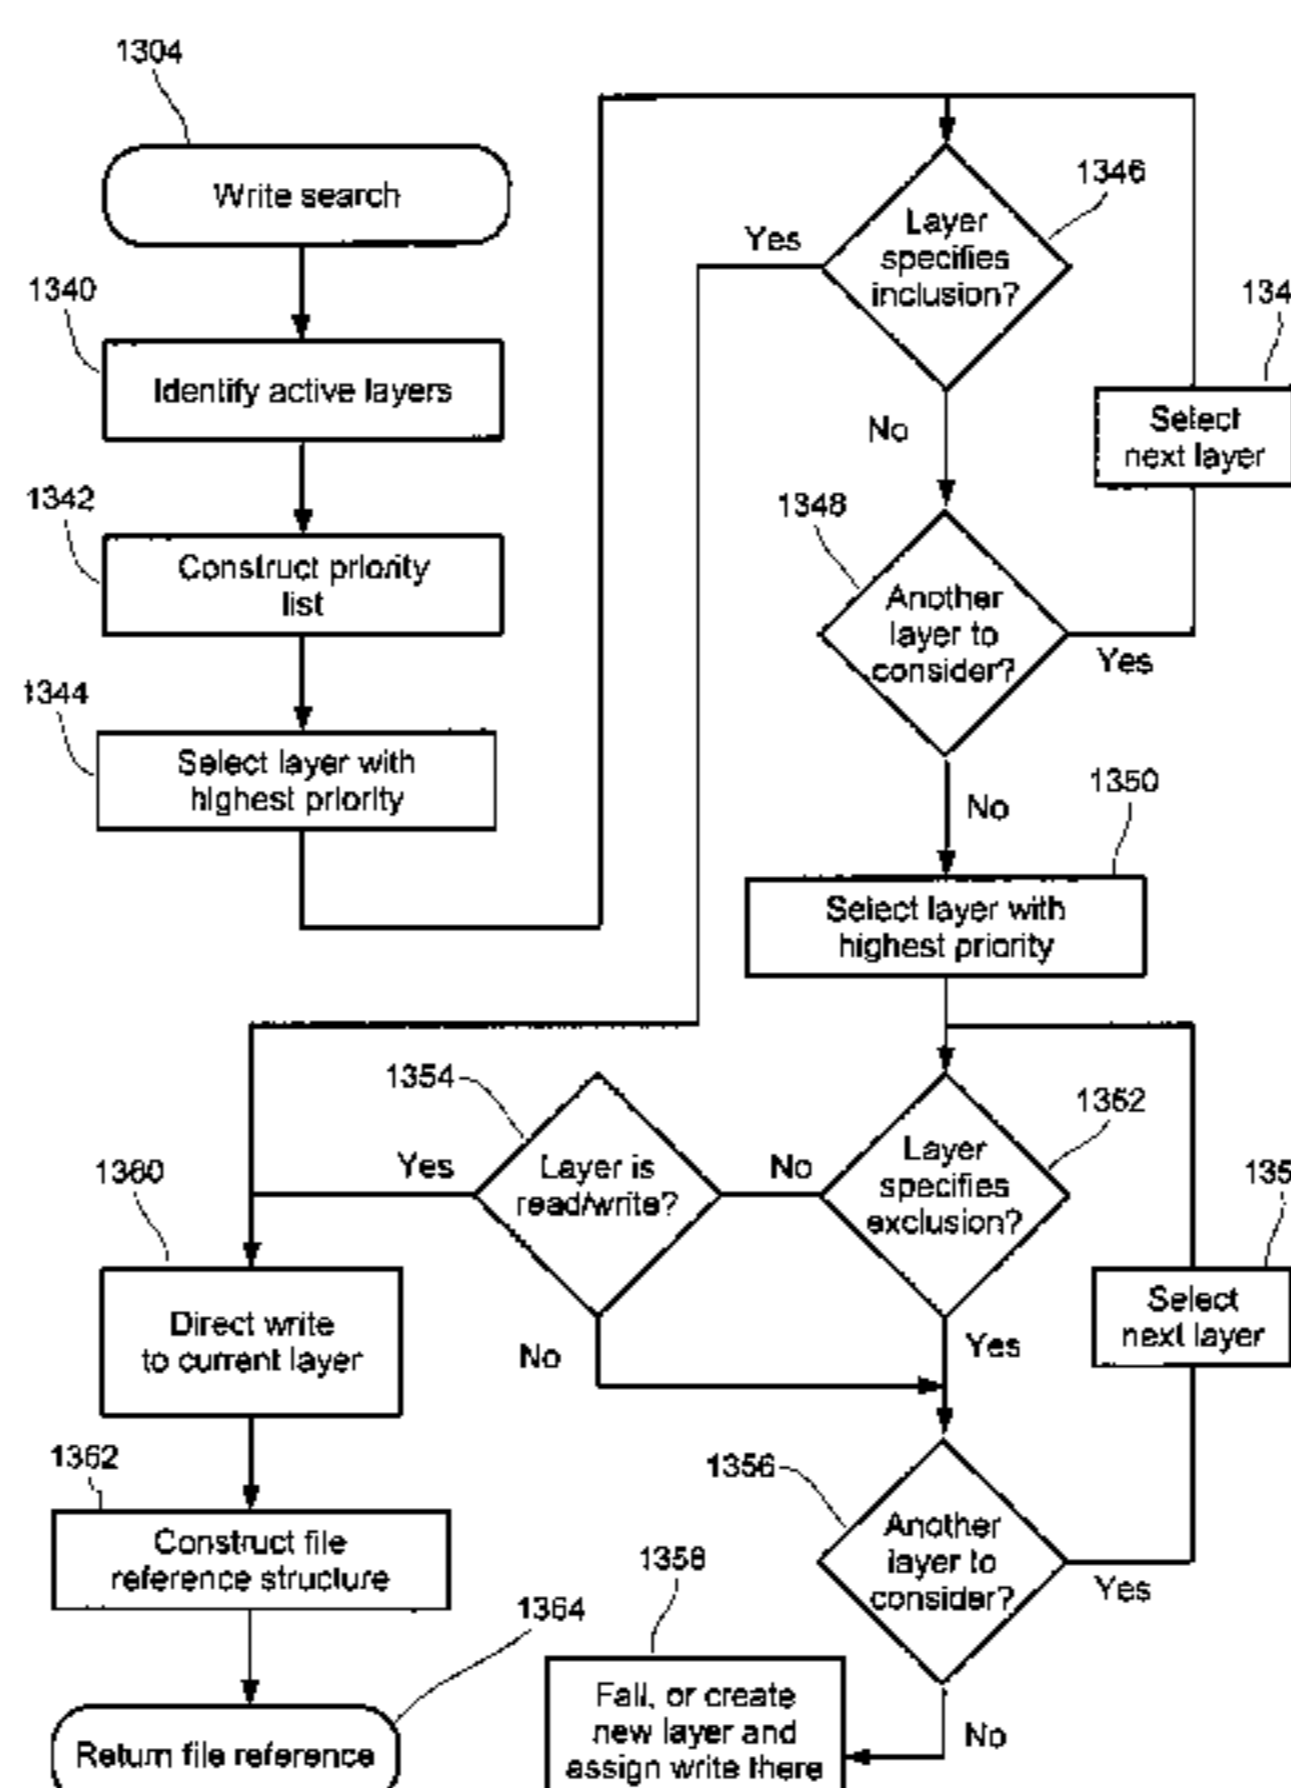 1304
Write search
1340
Identify active layers
1342
Construct priority
list
1344
Select layer with
highest priority
1346
Layer
specifies
inclusion?
Yes
No
134
Select
next layer
1348
Another
layer to
consider?
Yes
No
1350
Select layer with
highest priority
1352
Layer
specifies
exclusion?
No
Yes
1354
Layer is
read/write?
Yes
No
135
Select
next layer
1356
Another
layer to
consider?
Yes
No
1358
Fail, or create
new layer and
assign write there
1360
Direct write
to current layer
1362
Construct file
reference structure
1364
Return file reference